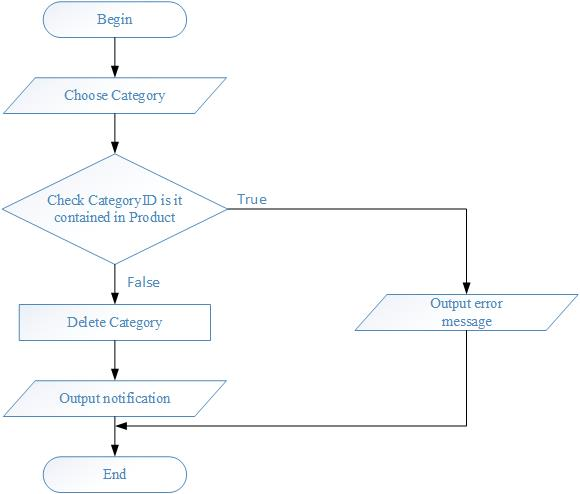 Begin
Choose Category
Check CategoryID is it
contained in Product
True
False
Delete Category
Output error
message
Output notification
End